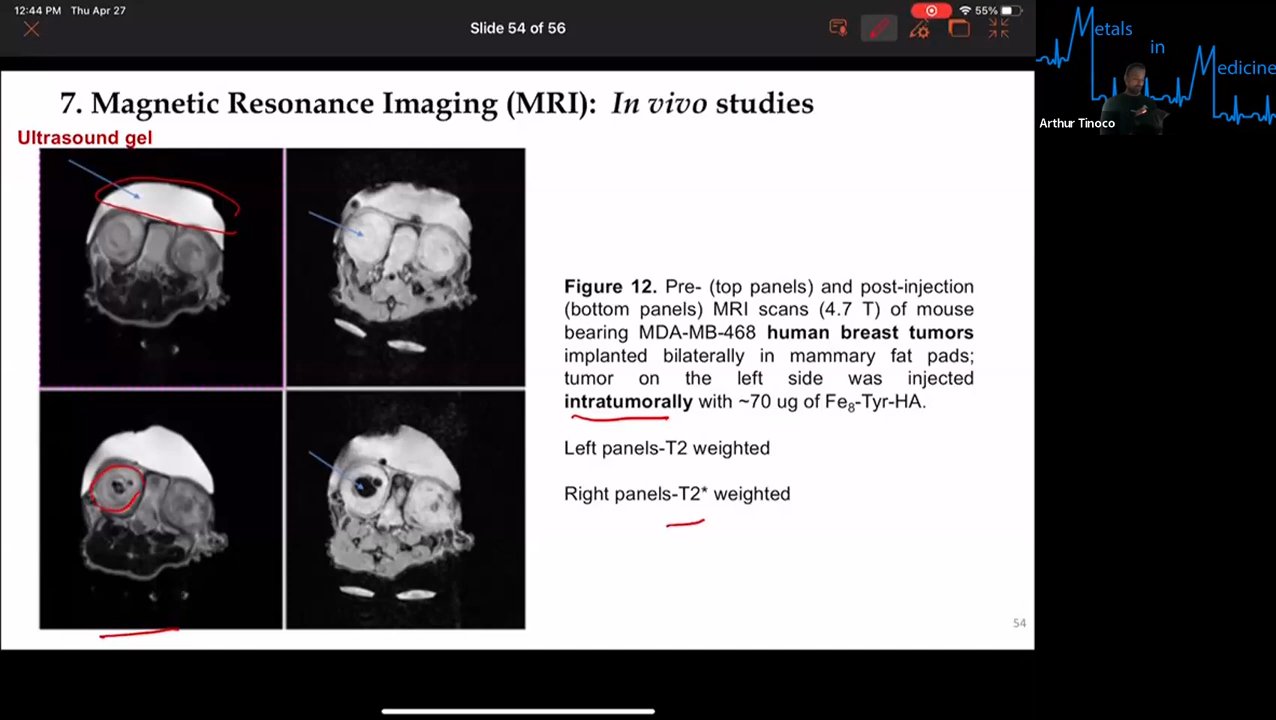 12:44 PM Thu Apr 27
55%
Slide 54 of 56
Metals
in
Medicine
Arthur Tinoco
7. Magnetic Resonance Imaging (MRI): In vivo studies
Ultrasound gel
Figure 12. Pre- (top panels) and post-injection
(bottom panels) MRI scans (4.7 T) of mouse
bearing MDA-MB-468 human breast tumors
implanted bilaterally in mammary fat pads;
tumor on the left side was injected
intratumorally with ~70 ug of Fe₈-Tyr-HA.
Left panels-T2 weighted
Right panels-T2* weighted
54